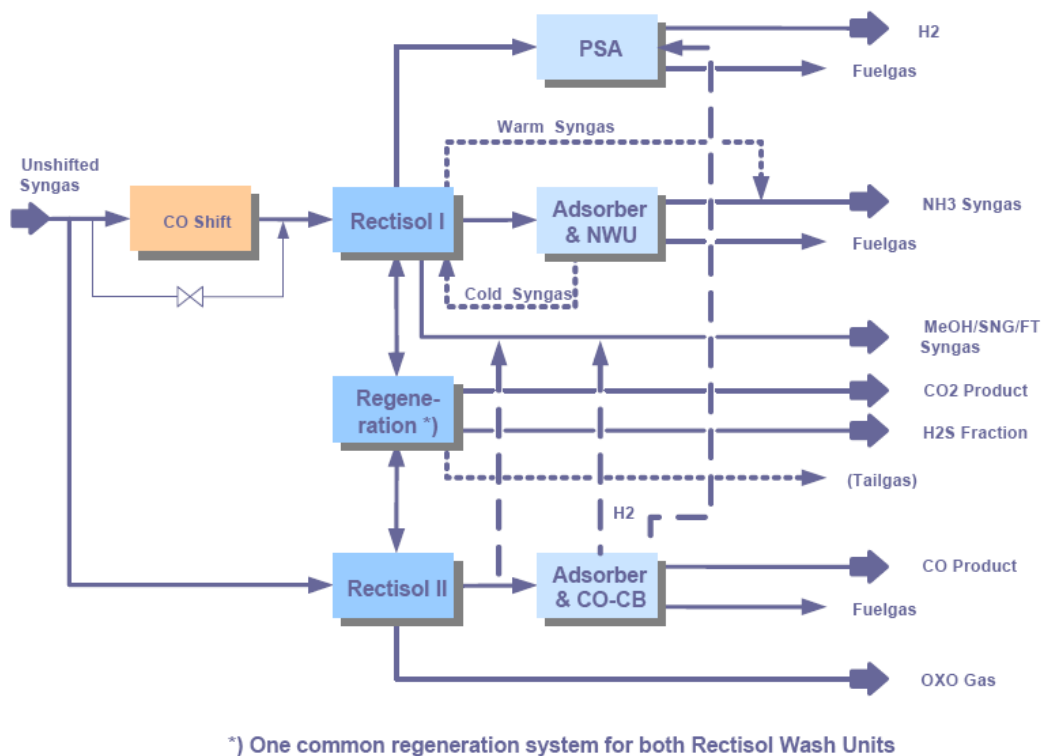 PSA
H2
Fuelgas
Warm Syngas
Unshifted
Syngas
CO Shift
Rectisol I
Adsorber
& NWU
NH3 Syngas
Fuelgas
Cold Syngas
MeOH/SNG/FT
Syngas
Regene-
ration *)
CO2 Product
H2S Fraction
(Tailgas)
H2
Rectisol II
Adsorber
& CO-CB
CO Product
Fuelgas
OXO Gas
*) One common regeneration system for both Rectisol Wash Units